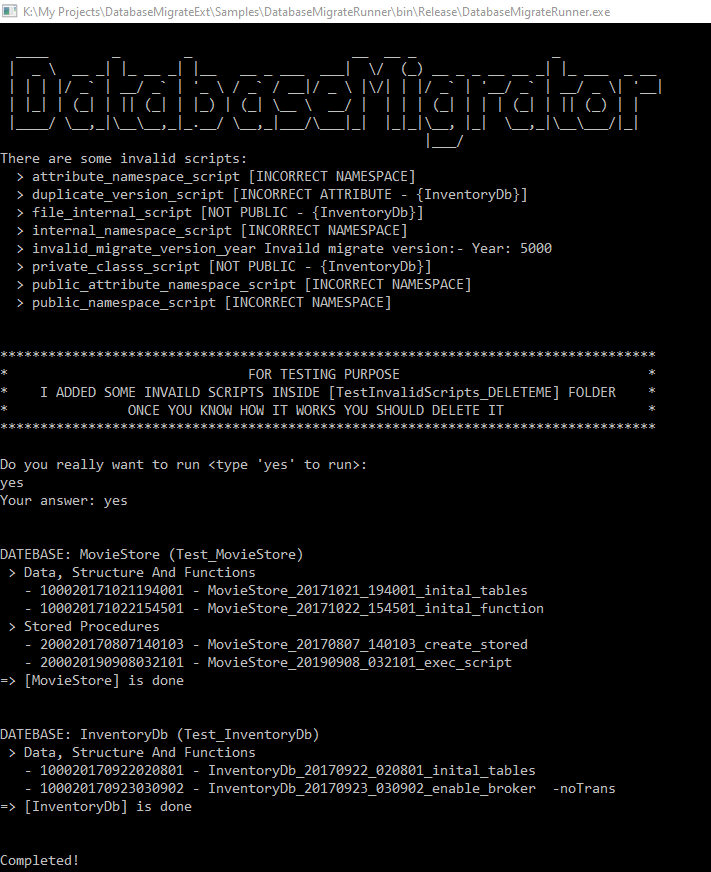 K:\My Projects\DatabaseMigrateExt\Samples\DatabaseMigrateRunner\bin\Release\DatabaseMigrateRunner.exe
DatabaseMigrator
There are some invalid scripts:
> attribute_namespace_script [INCORRECT NAMESPACE]
> duplicate_version_script [INCORRECT ATTRIBUTE - {InventoryDb}]
> file_internal_script [NOT PUBLIC - {InventoryDb}]
> internal_namespace_script [INCORRECT NAMESPACE]
> invalid_migrate_version_year Invaild migrate version:- Year: 5000
> private_classs_script [NOT PUBLIC - {InventoryDb}]
> public_attribute_namespace_script [INCORRECT NAMESPACE]
> public_namespace_script [INCORRECT NAMESPACE]
**********************************************************************************
* FOR TESTING PURPOSE *
* I ADDED SOME INVAILD SCRIPTS INSIDE [TestInvalidScripts_DELETEME] FOLDER *
* ONCE YOU KNOW HOW IT WORKS YOU SHOULD DELETE IT *
**********************************************************************************
Do you really want to run <type 'yes' to run>:
yes
Your answer: yes
DATEBASE: MovieStore (Test_MovieStore)
> Data, Structure And Functions
- 100020171021194001 - MovieStore_20171021_194001_inital_tables
- 100020171022154501 - MovieStore_20171022_154501_inital_function
> Stored Procedures
- 200020170807140103 - MovieStore_20170807_140103_create_stored
- 200020190908032101 - MovieStore_20190908_032101_exec_script
=> [MovieStore] is done
DATEBASE: InventoryDb (Test_InventoryDb)
> Data, Structure And Functions
- 100020170922020801 - InventoryDb_20170922_020801_inital_tables
- 100020170923030902 - InventoryDb_20170923_030902_enable_broker -noTrans
=> [InventoryDb] is done
Completed!